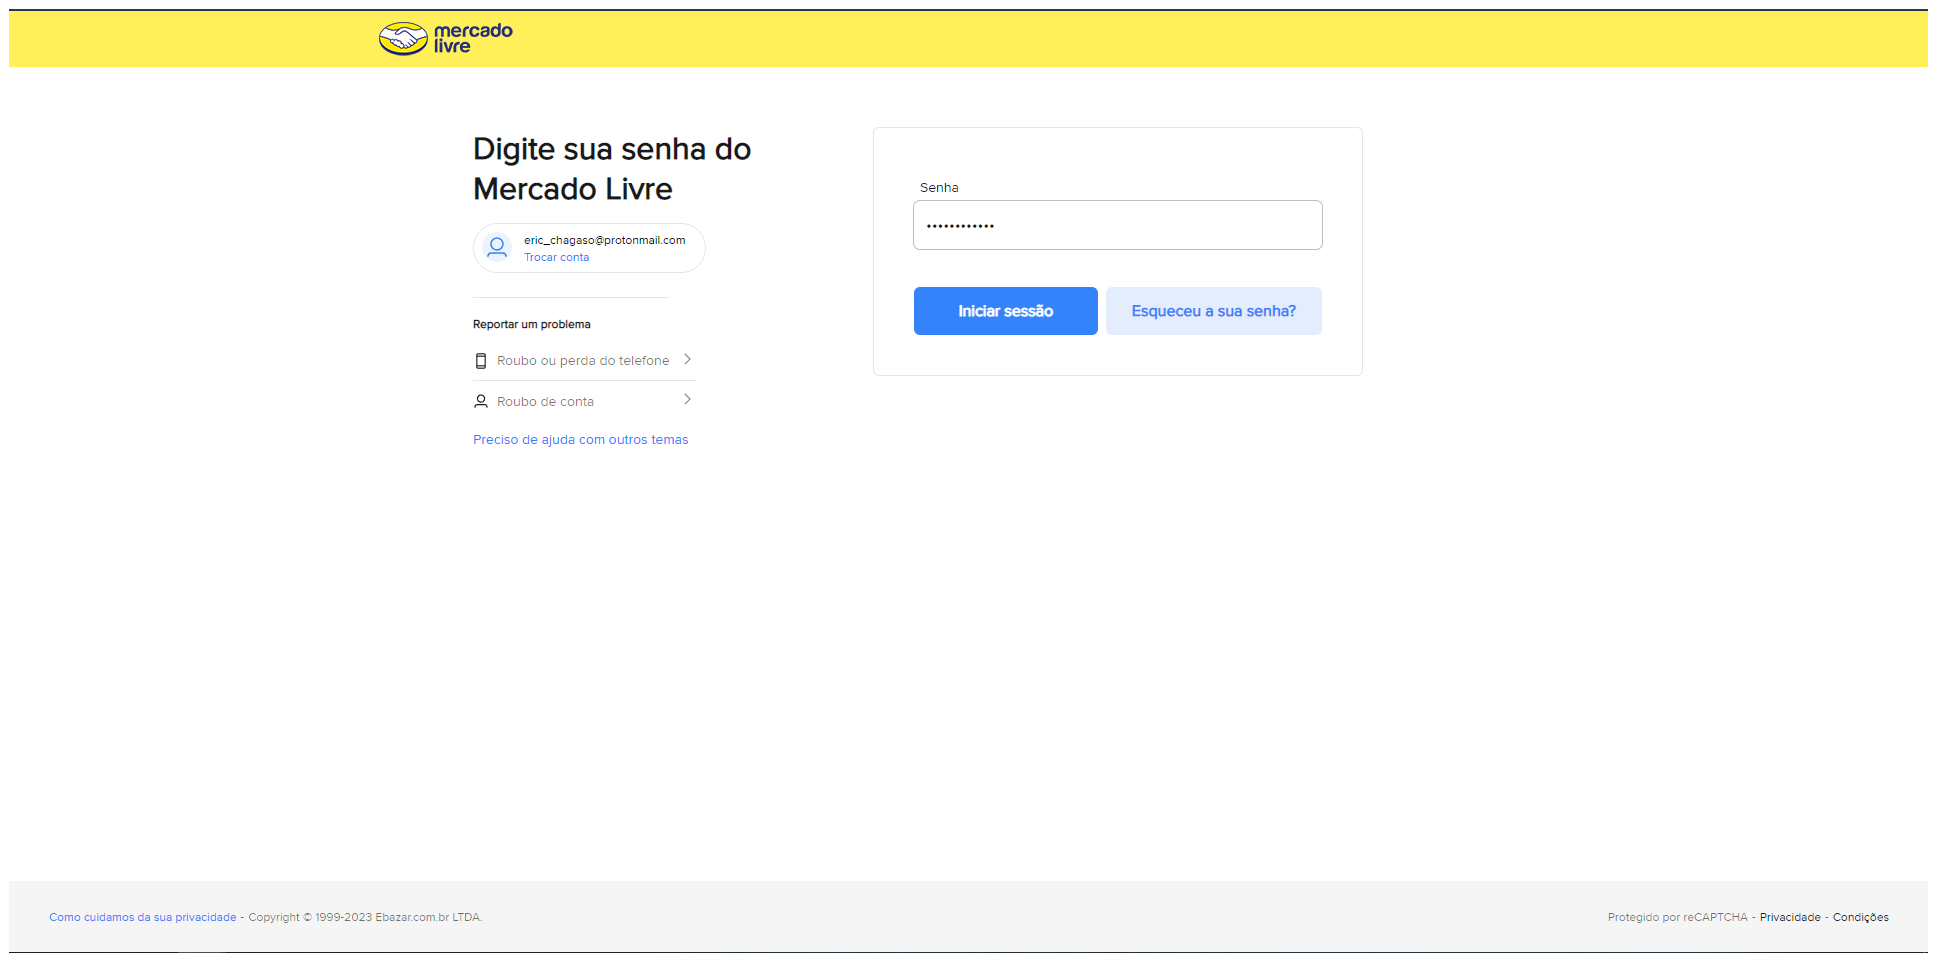 mercado
livre
Digite sua senha do
Mercado Livre
eric_chagaso@protonmail.com
Trocar conta
Reportar um problema
Roubo ou perda do telefone
Roubo de conta
Preciso de ajuda com outros temas
Senha
••••••••••••
Iniciar sessão
Esqueceu a sua senha?
Como cuidamos da sua privacidade - Copyright © 1999-2023 Ebazar.com.br LTDA.
Protegido por reCAPTCHA - Privacidade - Condições